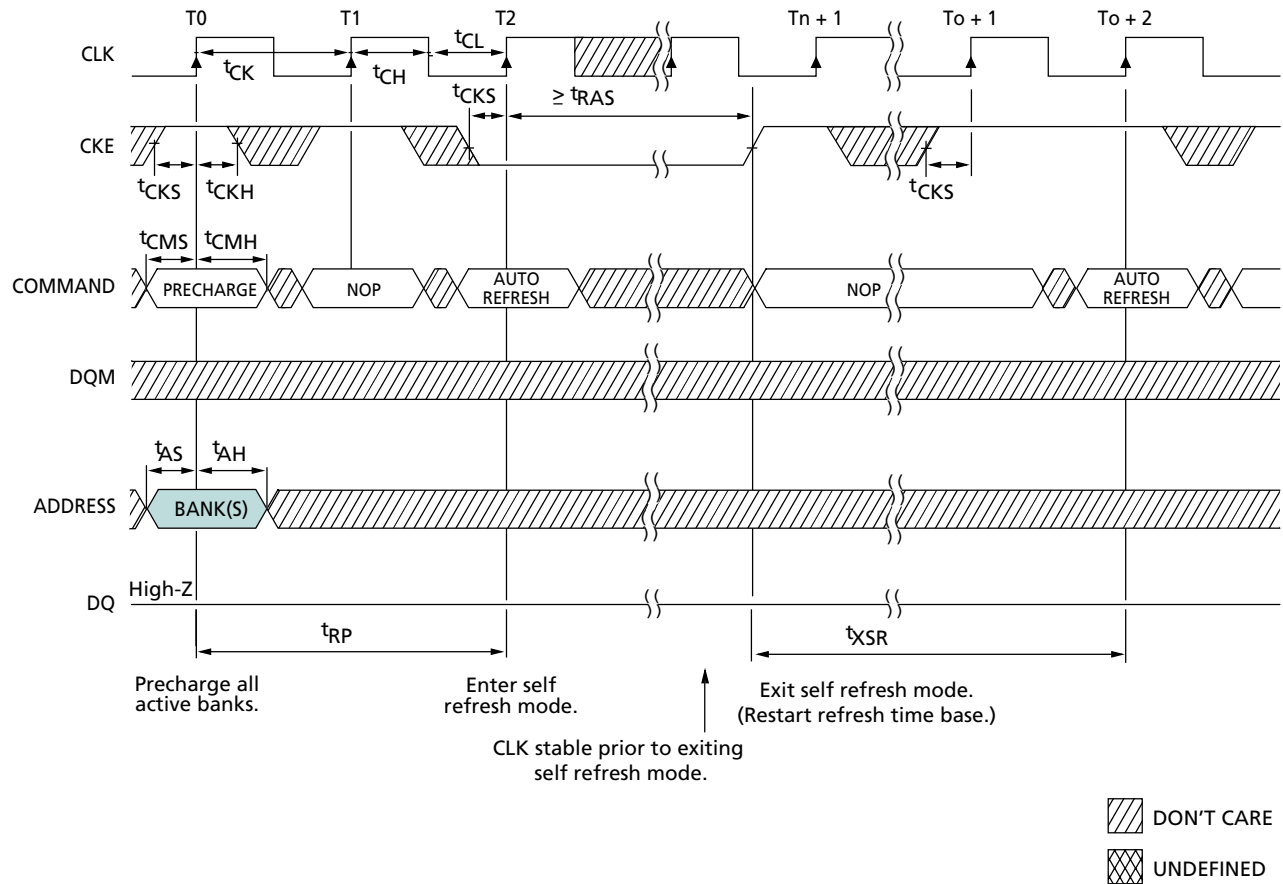 T0 T1 T2 Tn + 1 To + 1 To + 2
CLK
tCK tCH tCL
tCKS ≥ tRAS
CKE
tCKS tCKH tCKS
tCMS tCMH
COMMAND PRECHARGE NOP AUTO REFRESH NOP AUTO REFRESH
DQM
tAS tAH
ADDRESS BANK(S)
High-Z
DQ
tRP tXSR
Precharge all
active banks.
Enter self
refresh mode.
Exit self refresh mode.
(Restart refresh time base.)
CLK stable prior to exiting
self refresh mode.
DON'T CARE
UNDEFINED